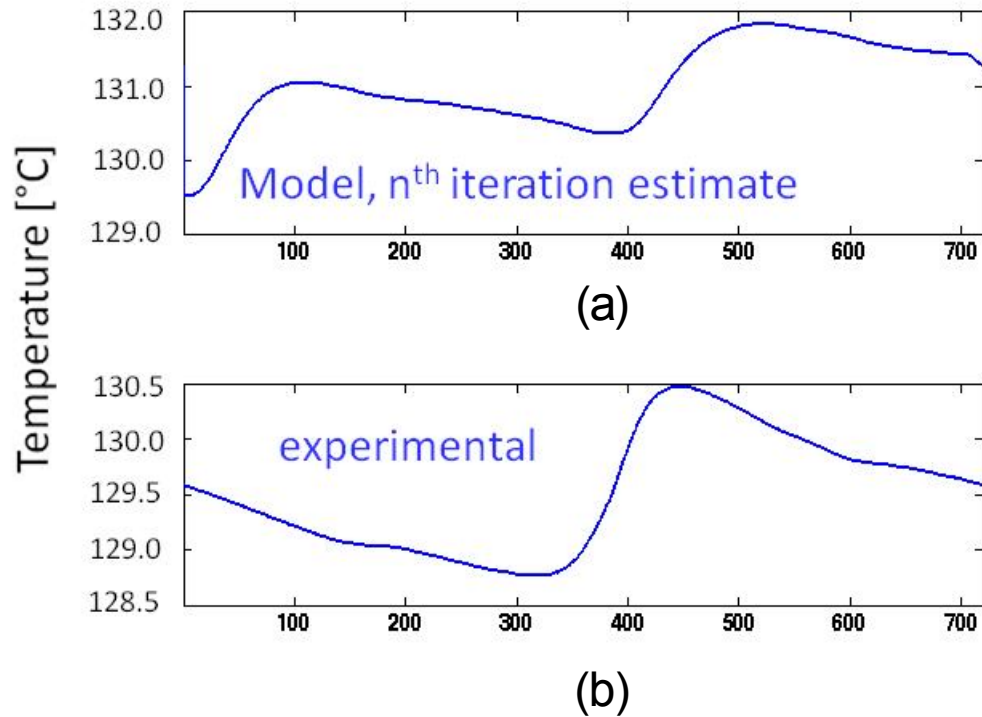 Temperature [°C]
132.0
131.0
130.0
129.0
Model, nth iteration estimate
100 200 300 400 500 600 700
(a)
130.5
130.0
129.5
129.0
128.5
experimental
100 200 300 400 500 600 700
(b)